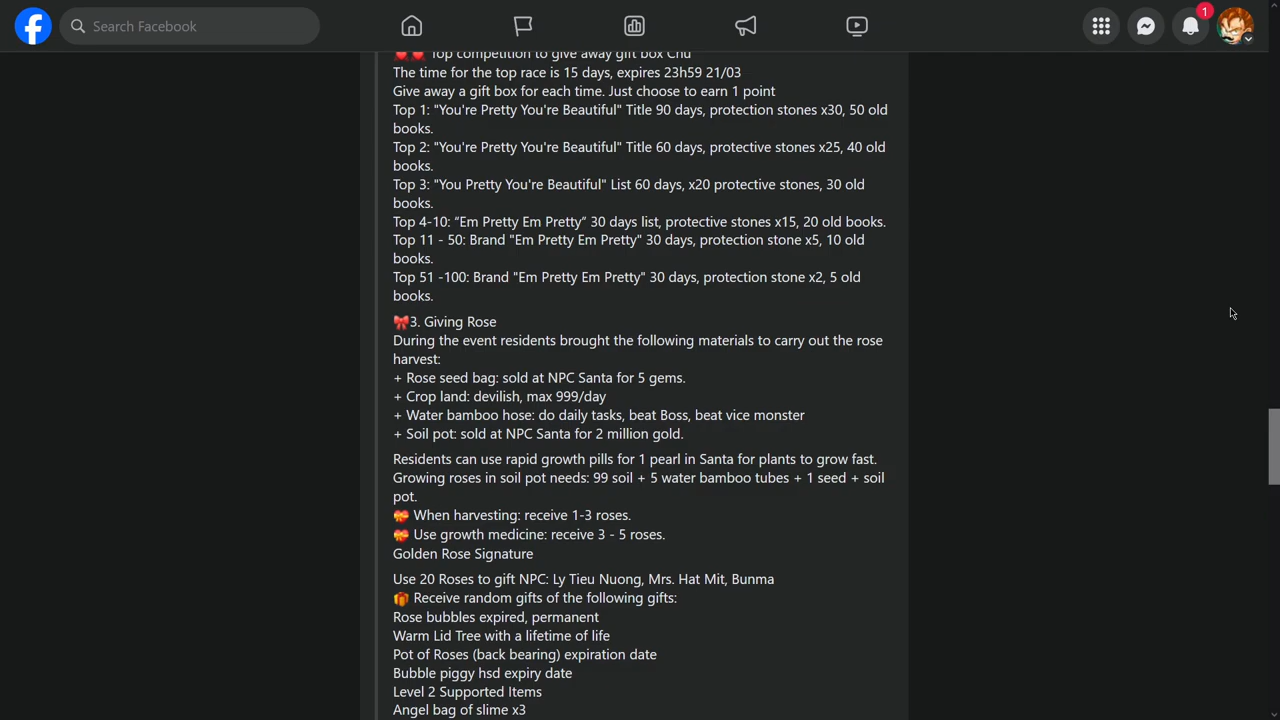 Search Facebook
1
Top competition to give away gift box Chu
The time for the top race is 15 days, expires 23h59 21/03
Give away a gift box for each time. Just choose to earn 1 point
Top 1: "You're Pretty You're Beautiful" Title 90 days, protection stones x30, 50 old
books.
Top 2: "You're Pretty You're Beautiful" Title 60 days, protective stones x25, 40 old
books.
Top 3: "You Pretty You're Beautiful" List 60 days, x20 protective stones, 30 old
books.
Top 4-10: “Em Pretty Em Pretty” 30 days list, protective stones x15, 20 old books.
Top 11 - 50: Brand "Em Pretty Em Pretty" 30 days, protection stone x5, 10 old
books.
Top 51 -100: Brand "Em Pretty Em Pretty" 30 days, protection stone x2, 5 old
books.
🎀3. Giving Rose
During the event residents brought the following materials to carry out the rose
harvest:
+ Rose seed bag: sold at NPC Santa for 5 gems.
+ Crop land: devilish, max 999/day
+ Water bamboo hose: do daily tasks, beat Boss, beat vice monster
+ Soil pot: sold at NPC Santa for 2 million gold.
Residents can use rapid growth pills for 1 pearl in Santa for plants to grow fast.
Growing roses in soil pot needs: 99 soil + 5 water bamboo tubes + 1 seed + soil
pot.
💝 When harvesting: receive 1-3 roses.
💝 Use growth medicine: receive 3 - 5 roses.
Golden Rose Signature
Use 20 Roses to gift NPC: Ly Tieu Nuong, Mrs. Hat Mit, Bunma
🎁 Receive random gifts of the following gifts:
Rose bubbles expired, permanent
Warm Lid Tree with a lifetime of life
Pot of Roses (back bearing) expiration date
Bubble piggy hsd expiry date
Level 2 Supported Items
Angel bag of slime x3